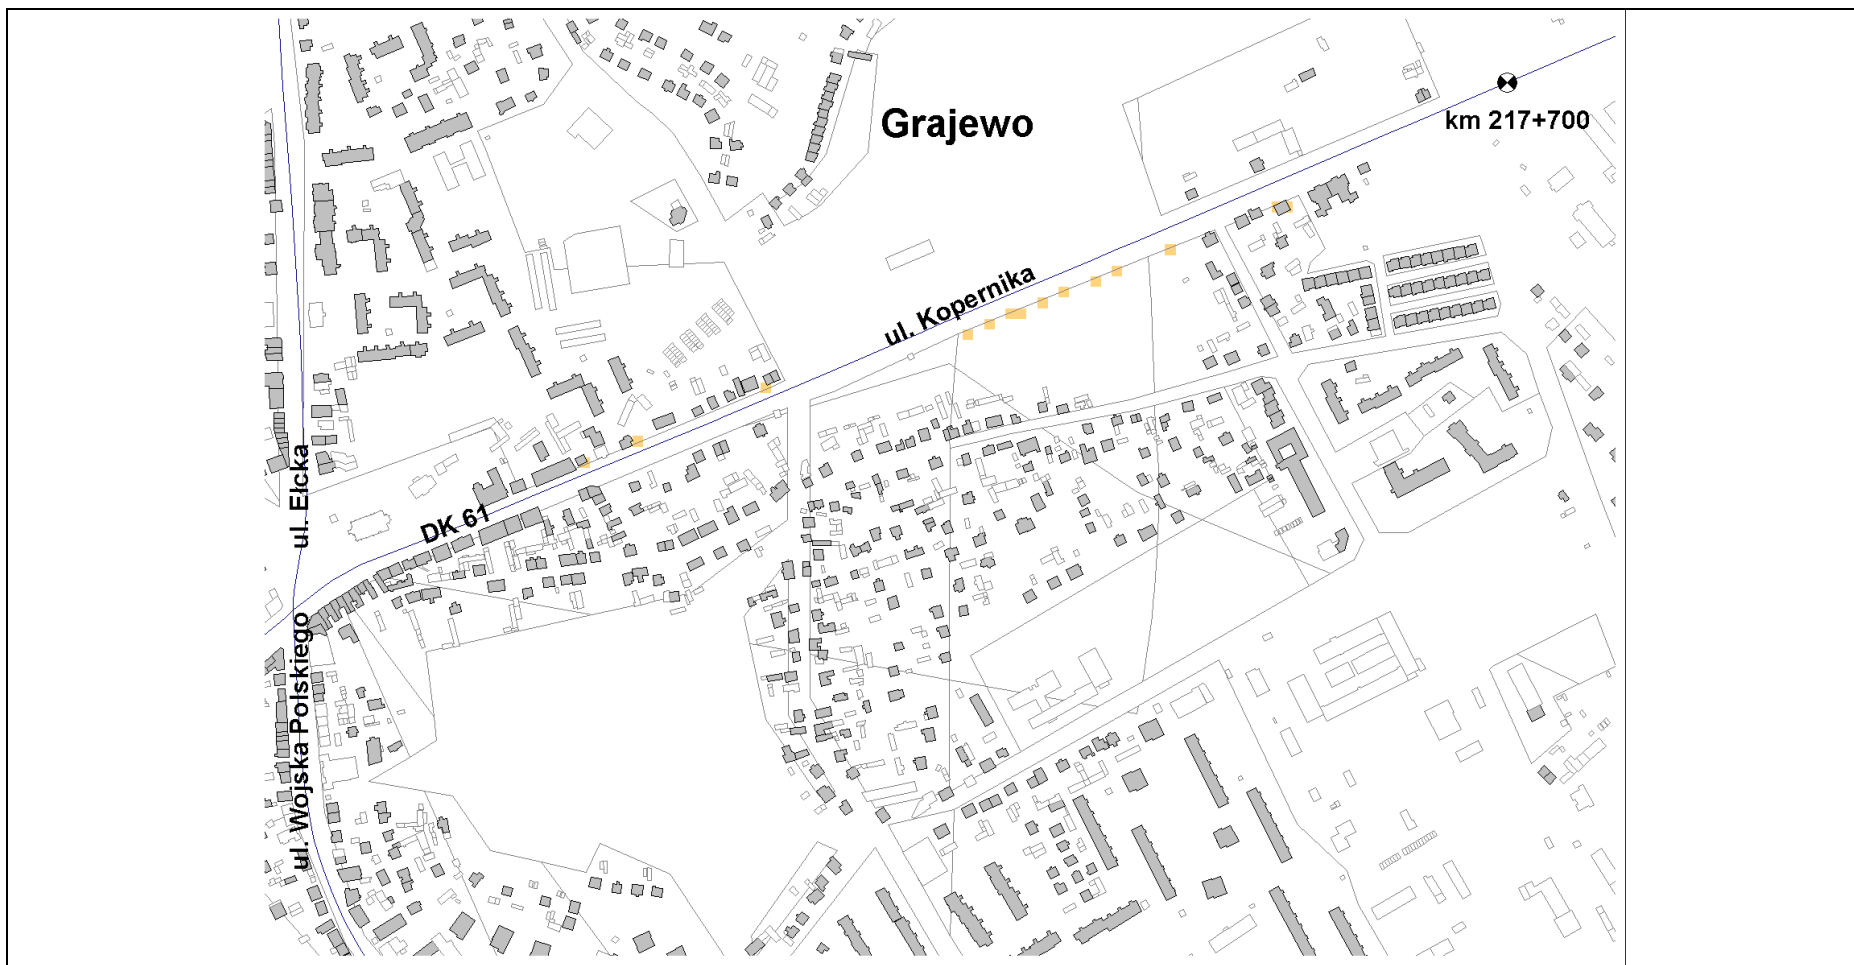 Grajewo
km 217+700
ul. Kopernika
DK 61
ul. Ełcka
ul. Wojska Polskiego